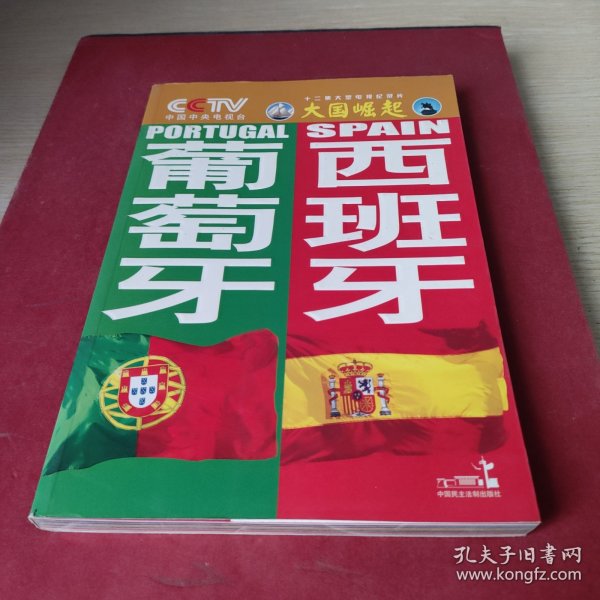 CCTV
中国中央电视台
十二集大型电视纪录片
大国崛起
PORTUGAL
葡萄牙
SPAIN
西班牙
中国民主法制出版社
孔夫子旧书网
www.kongfz.com